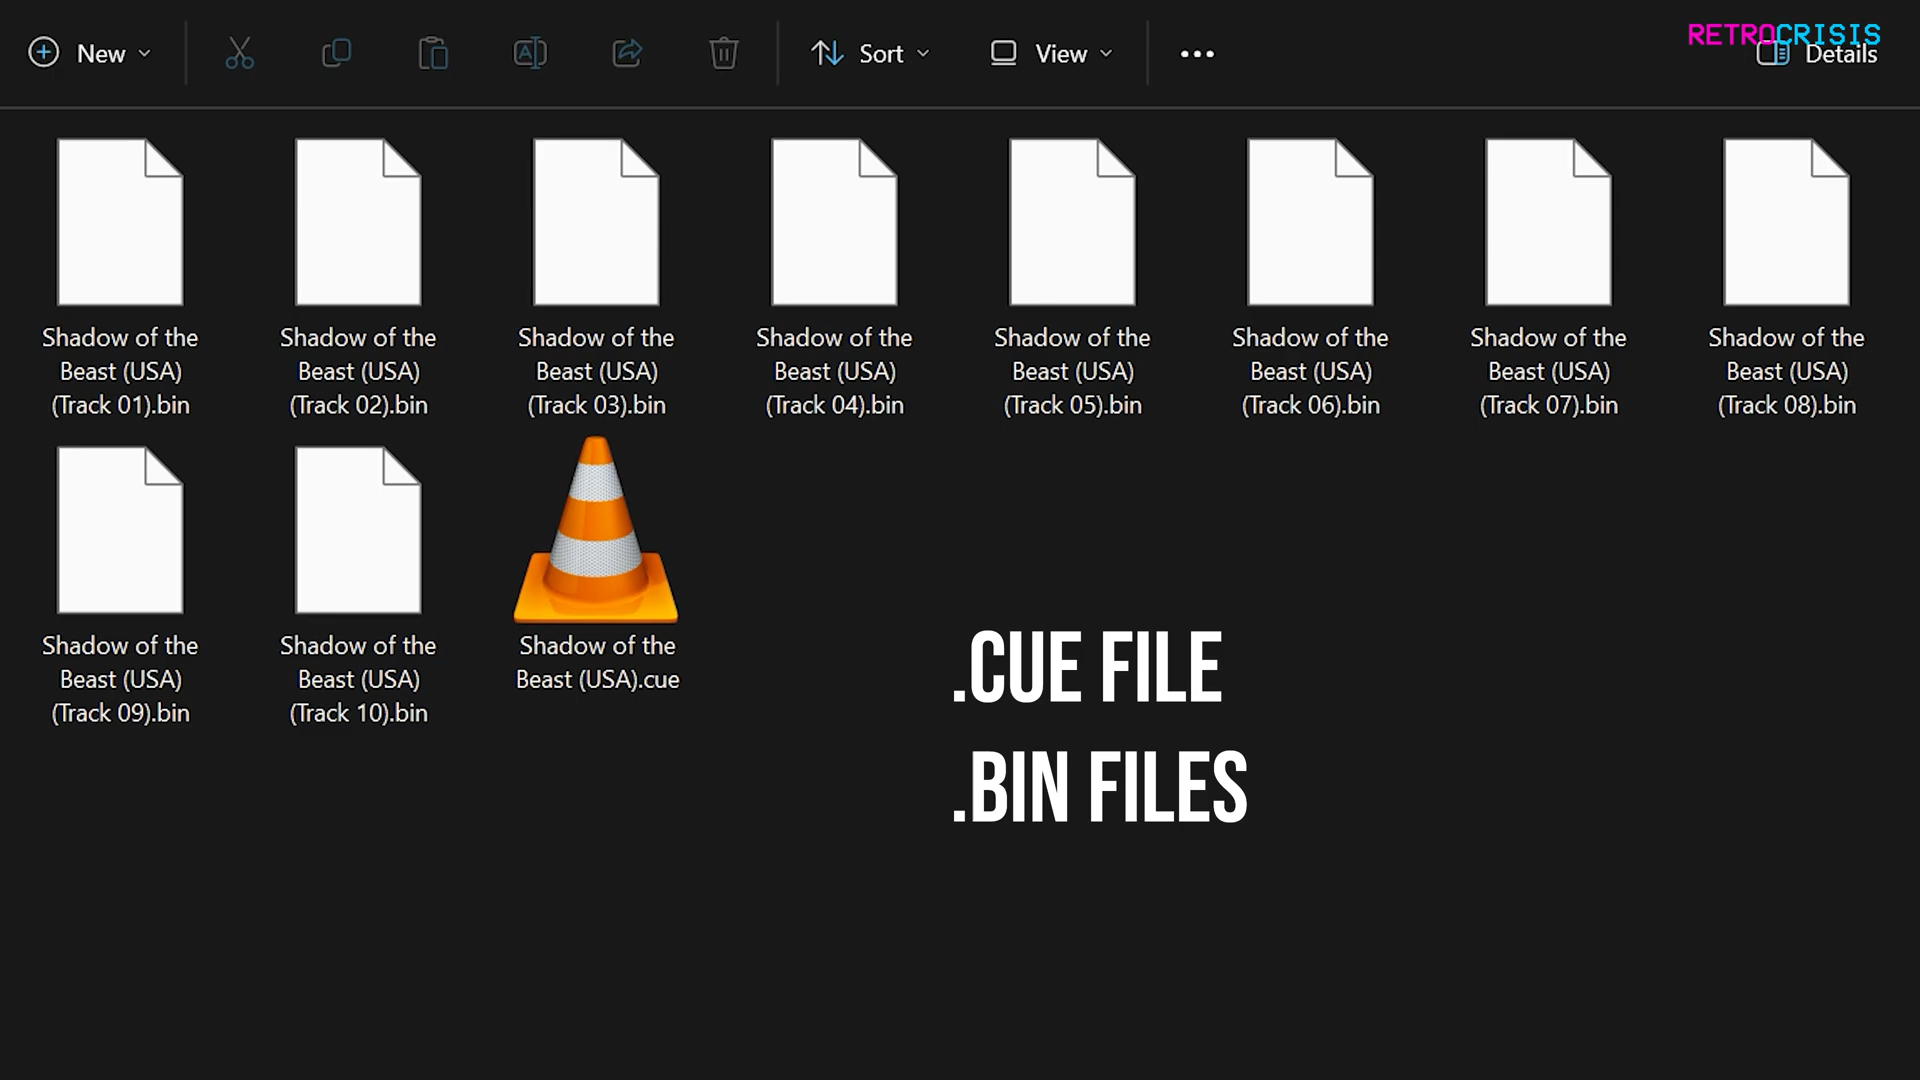 New
Sort
View
RETROCRISIS
Details
Shadow of the
Beast (USA)
(Track 01).bin
Shadow of the
Beast (USA)
(Track 02).bin
Shadow of the
Beast (USA)
(Track 03).bin
Shadow of the
Beast (USA)
(Track 04).bin
Shadow of the
Beast (USA)
(Track 05).bin
Shadow of the
Beast (USA)
(Track 06).bin
Shadow of the
Beast (USA)
(Track 07).bin
Shadow of the
Beast (USA)
(Track 08).bin
Shadow of the
Beast (USA)
(Track 09).bin
Shadow of the
Beast (USA)
(Track 10).bin
Shadow of the
Beast (USA).cue
.CUE FILE
.BIN FILES